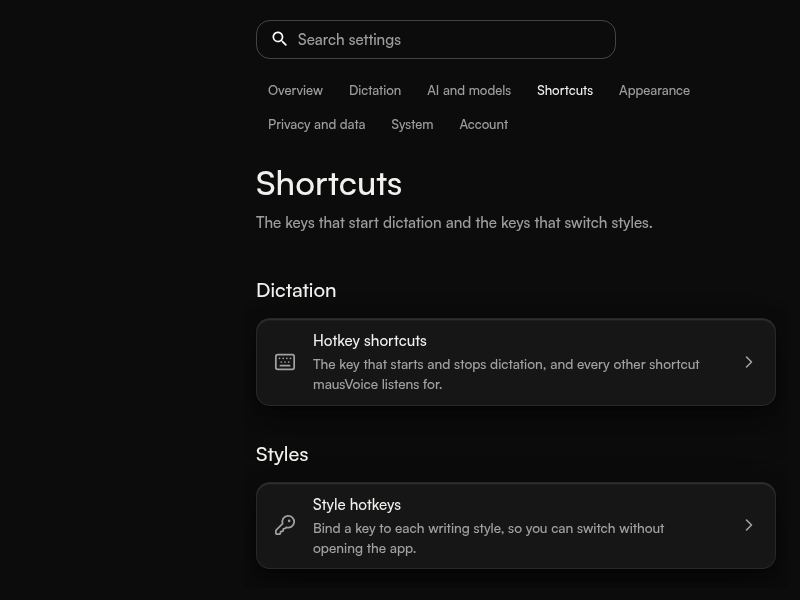 Search settings
Overview Dictation AI and models Shortcuts Appearance
Privacy and data System Account
Shortcuts
The keys that start dictation and the keys that switch styles.
Dictation
Hotkey shortcuts
The key that starts and stops dictation, and every other shortcut
mausVoice listens for.
Styles
Style hotkeys
Bind a key to each writing style, so you can switch without
opening the app.